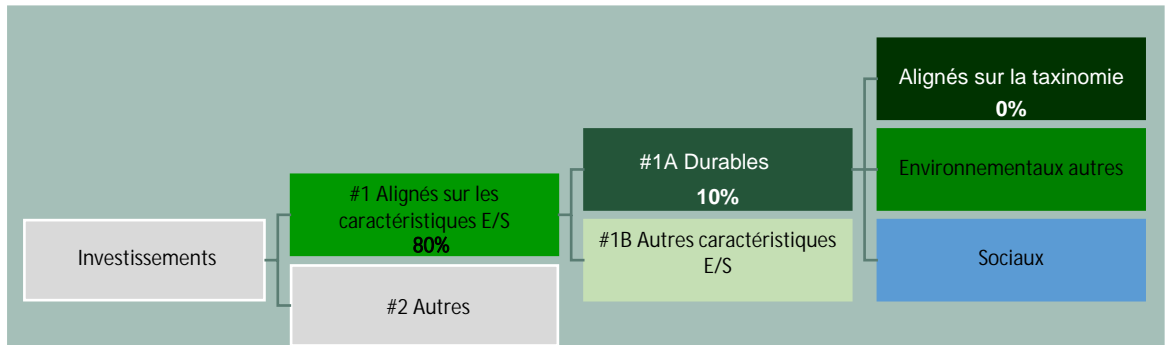 Investissements
#1 Alignés sur les
caractéristiques E/S
80%
#2 Autres
#1A Durables
10%
#1B Autres caractéristiques
E/S
Alignés sur la taxinomie
0%
Environnementaux autres
Sociaux